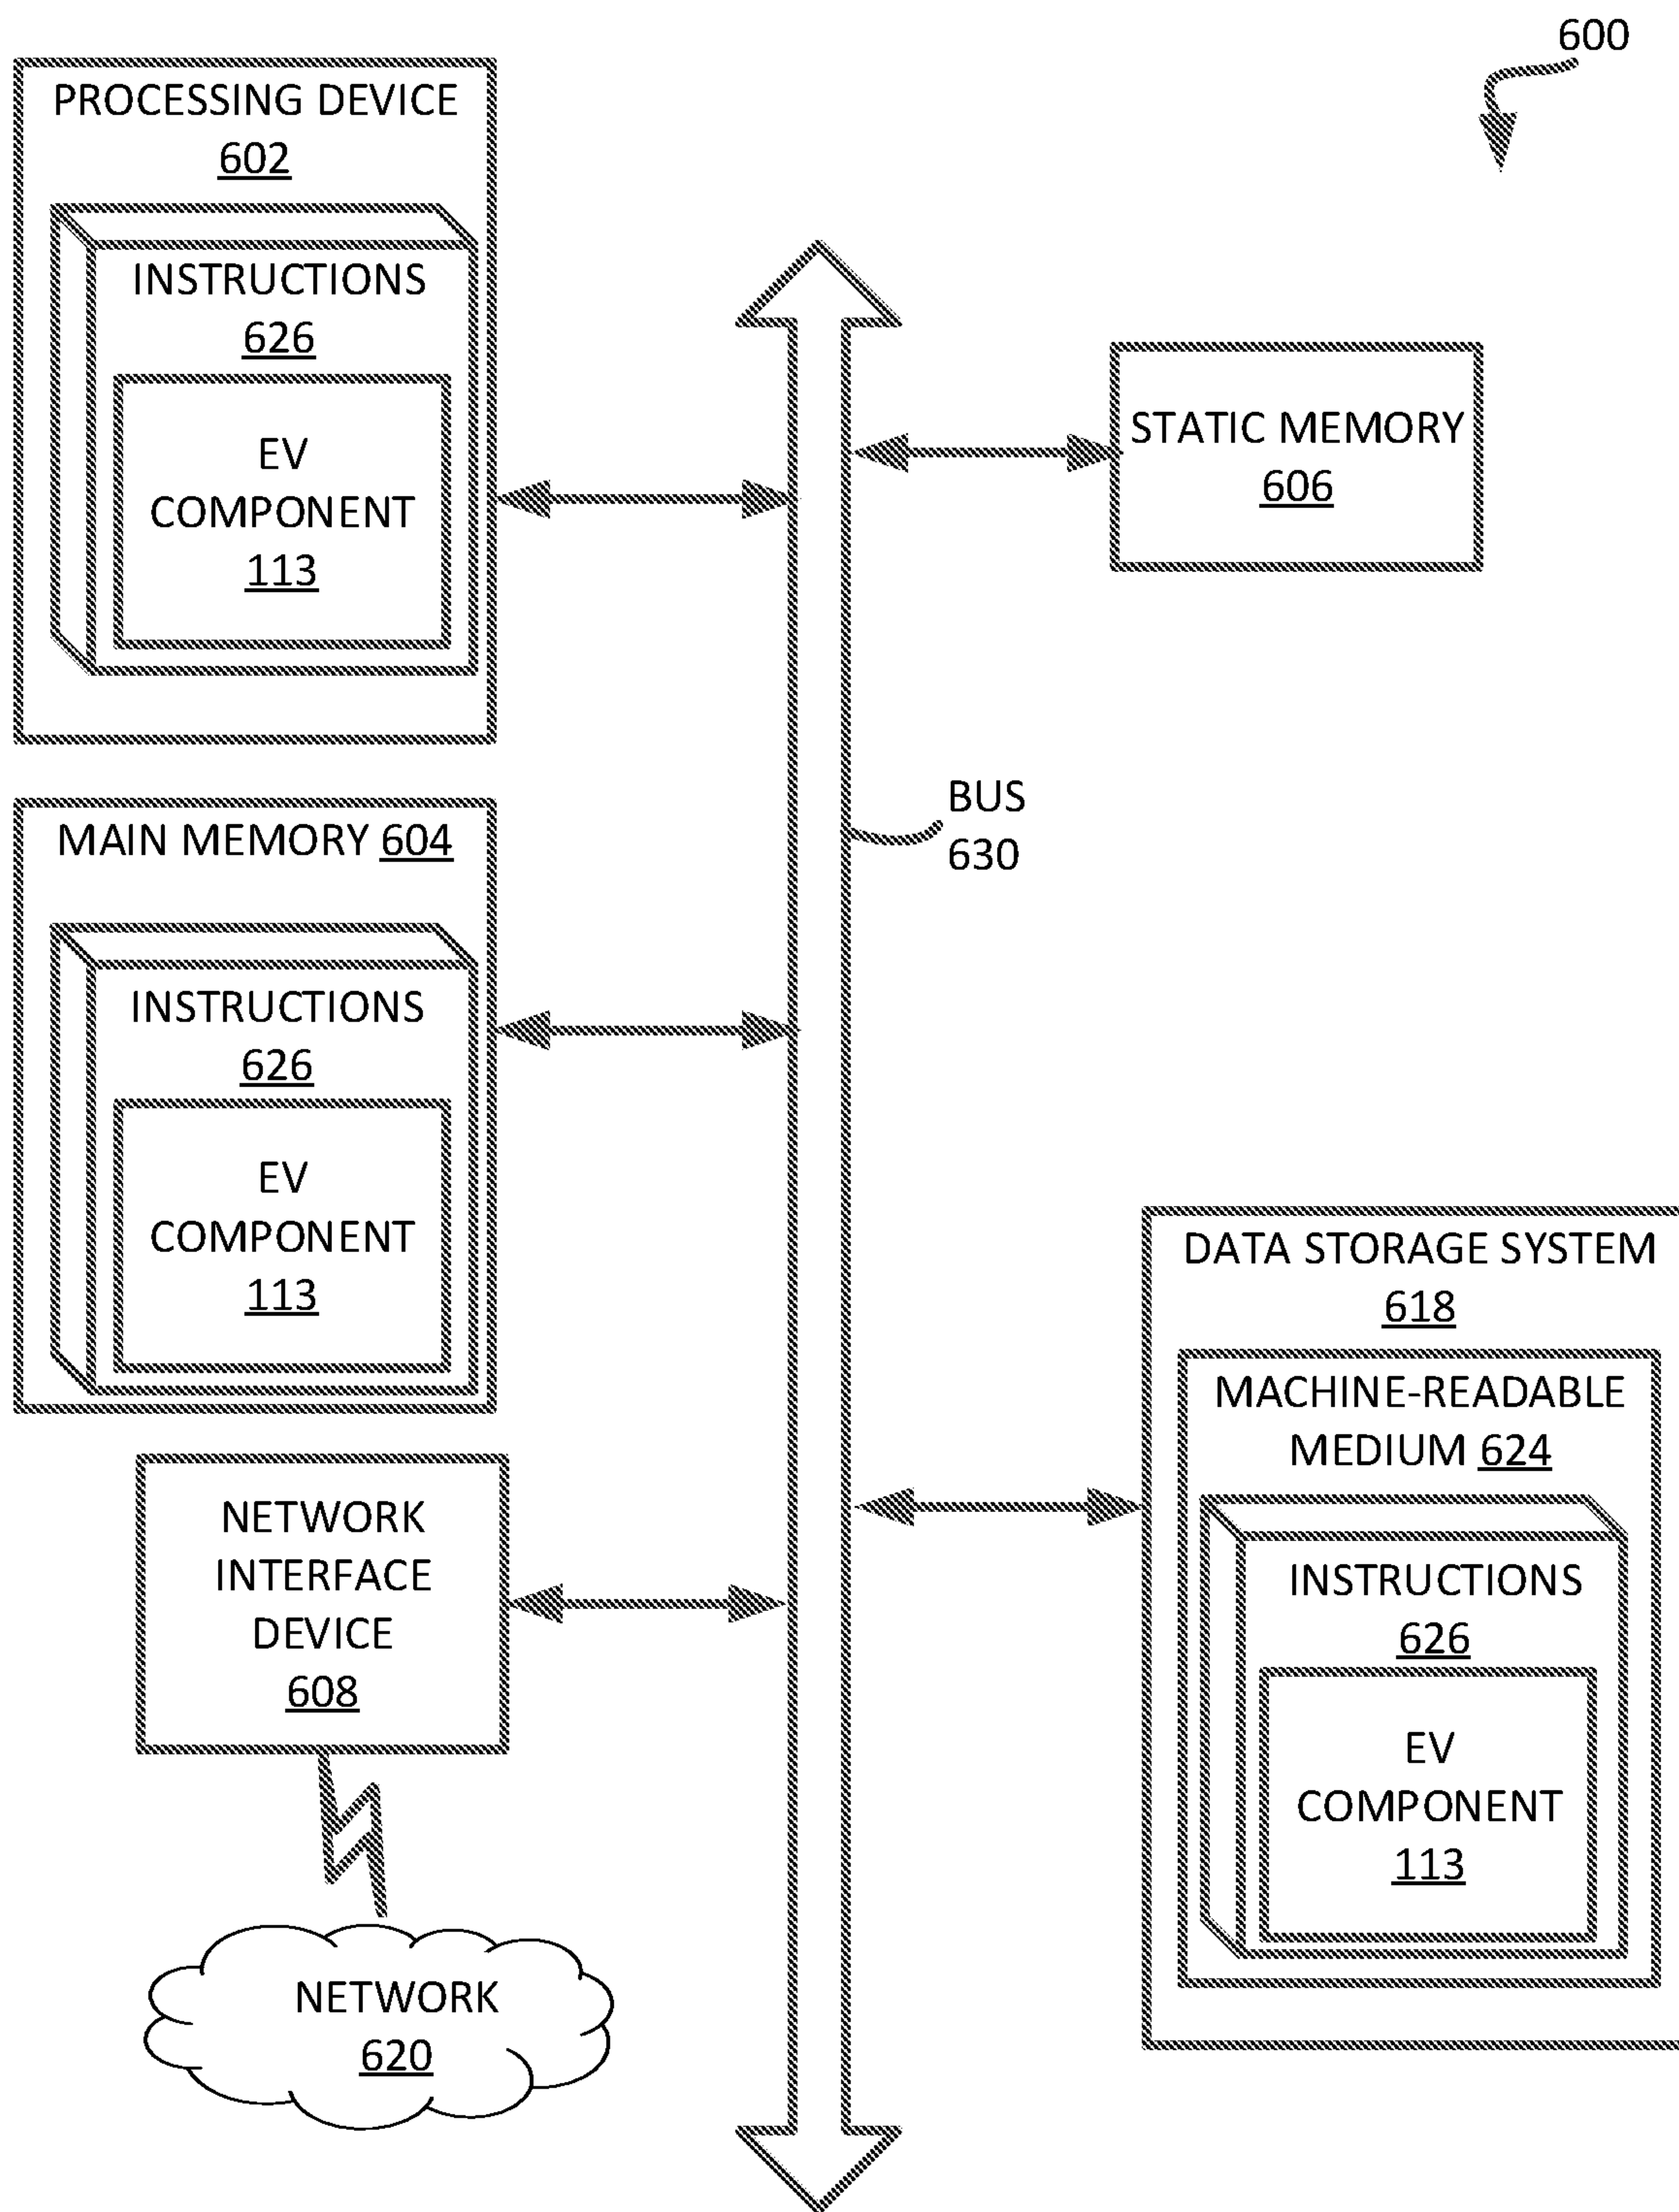 600
PROCESSING DEVICE
602
INSTRUCTIONS
626
EV
COMPONENT
113
STATIC MEMORY
606
BUS
630
MAIN MEMORY 604
INSTRUCTIONS
626
EV
COMPONENT
113
DATA STORAGE SYSTEM
618
MACHINE-READABLE
MEDIUM 624
INSTRUCTIONS
626
EV
COMPONENT
113
NETWORK
INTERFACE
DEVICE
608
NETWORK
620